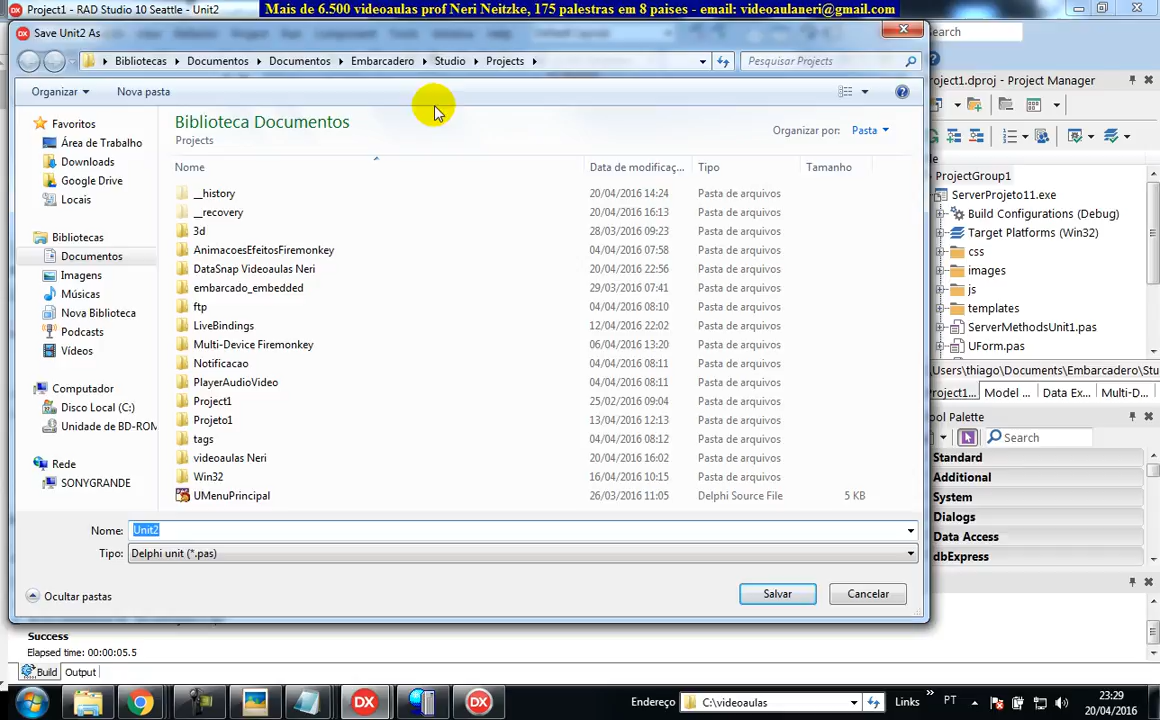 Project1 - RAD Studio 10 Seattle - Unit2
Mais de 6.500 videoaulas prof Neri Neitzke, 175 palestras em 8 paises - email: videoaulaneri@gmail.com
Save Unit2 As
earch
Bibliotecas
Documentos
Documentos
Embarcadero
Studio
Projects
Pesquisar Projects
Organizar
Nova pasta
roject1.dproj - Project Manager
Favoritos
Área de Trabalho
Downloads
Google Drive
Locais
Bibliotecas
Documentos
Imagens
Músicas
Nova Biblioteca
Podcasts
Vídeos
Computador
Disco Local (C:)
Unidade de BD-ROM
Rede
SONYGRANDE
Biblioteca Documentos
Projects
Organizar por: Pasta
Nome Data de modificaç... Tipo Tamanho
__history 20/04/2016 14:24 Pasta de arquivos
__recovery 20/04/2016 16:13 Pasta de arquivos
3d 28/03/2016 09:23 Pasta de arquivos
AnimacoesEfeitosFiremonkey 04/04/2016 07:58 Pasta de arquivos
DataSnap Videoaulas Neri 20/04/2016 22:56 Pasta de arquivos
embarcado_embedded 29/03/2016 07:41 Pasta de arquivos
ftp 04/04/2016 08:10 Pasta de arquivos
LiveBindings 12/04/2016 22:02 Pasta de arquivos
Multi-Device Firemonkey 06/04/2016 13:20 Pasta de arquivos
Notificacao 04/04/2016 08:11 Pasta de arquivos
PlayerAudioVideo 04/04/2016 08:11 Pasta de arquivos
Project1 25/02/2016 09:04 Pasta de arquivos
Projeto1 13/04/2016 12:13 Pasta de arquivos
tags 04/04/2016 08:12 Pasta de arquivos
videoaulas Neri 20/04/2016 16:02 Pasta de arquivos
Win32 16/04/2016 10:15 Pasta de arquivos
UMenuPrincipal 26/03/2016 11:05 Delphi Source File 5 KB
Nome: Unit2
Tipo: Delphi unit (*.pas)
Ocultar pastas
Salvar
Cancelar
e
ProjectGroup1
ServerProjeto11.exe
Build Configurations (Debug)
Target Platforms (Win32)
css
images
js
templates
ServerMethodsUnit1.pas
UForm.pas
Users\thiago\Documents\Embarcadero\Stu
roject1...
Model ...
Data Ex...
Multi-D...
ool Palette
Search
Standard
Additional
System
Dialogs
Data Access
dbExpress
Success
Elapsed time: 00:00:05.5
Build
Output
Endereço
C:\videoaulas
Links
PT
23:29
20/04/2016